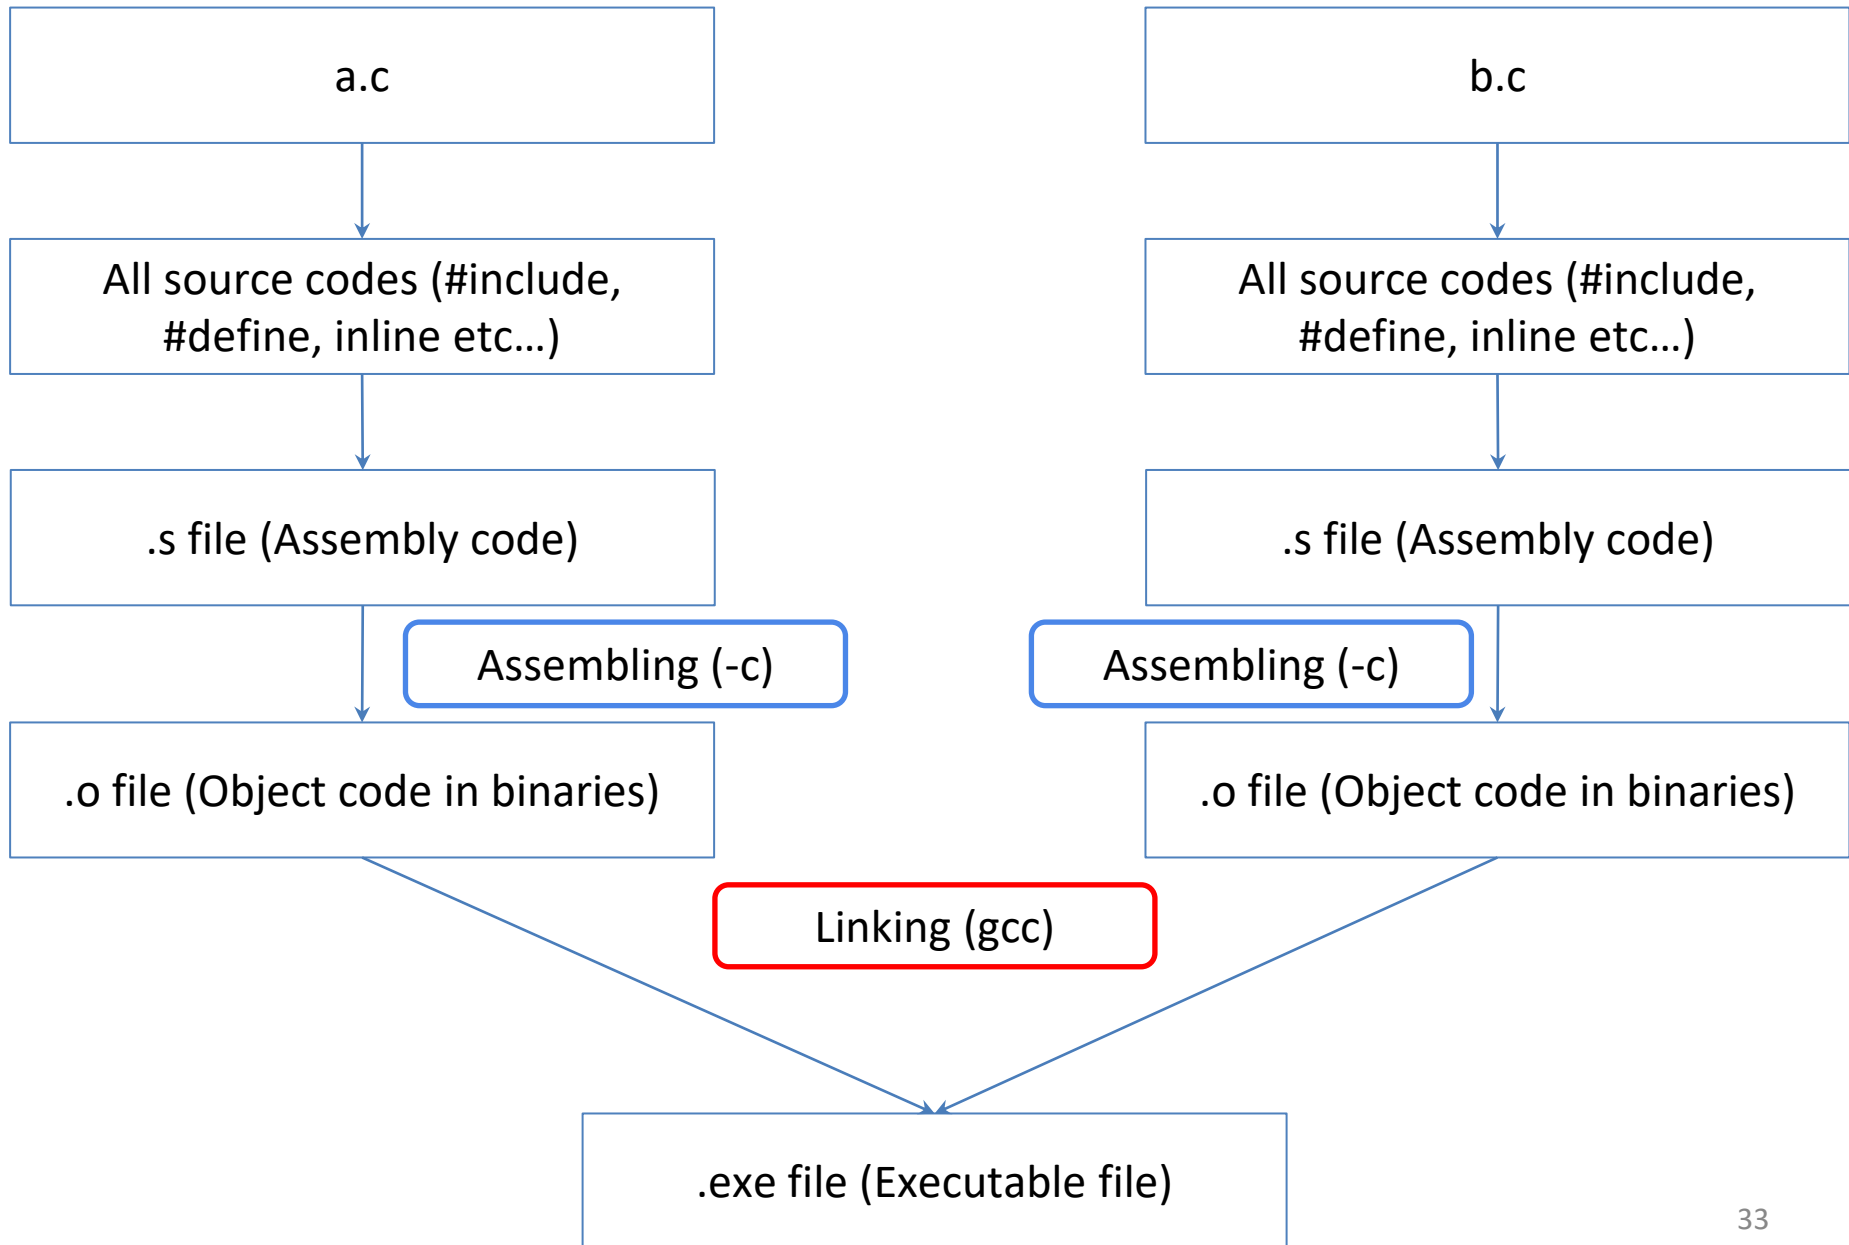 a.c
b.c
All source codes (#include,
#define, inline etc…)
All source codes (#include,
#define, inline etc…)
.s file (Assembly code)
.s file (Assembly code)
Assembling (-c)
Assembling (-c)
.o file (Object code in binaries)
.o file (Object code in binaries)
Linking (gcc)
.exe file (Executable file)
33